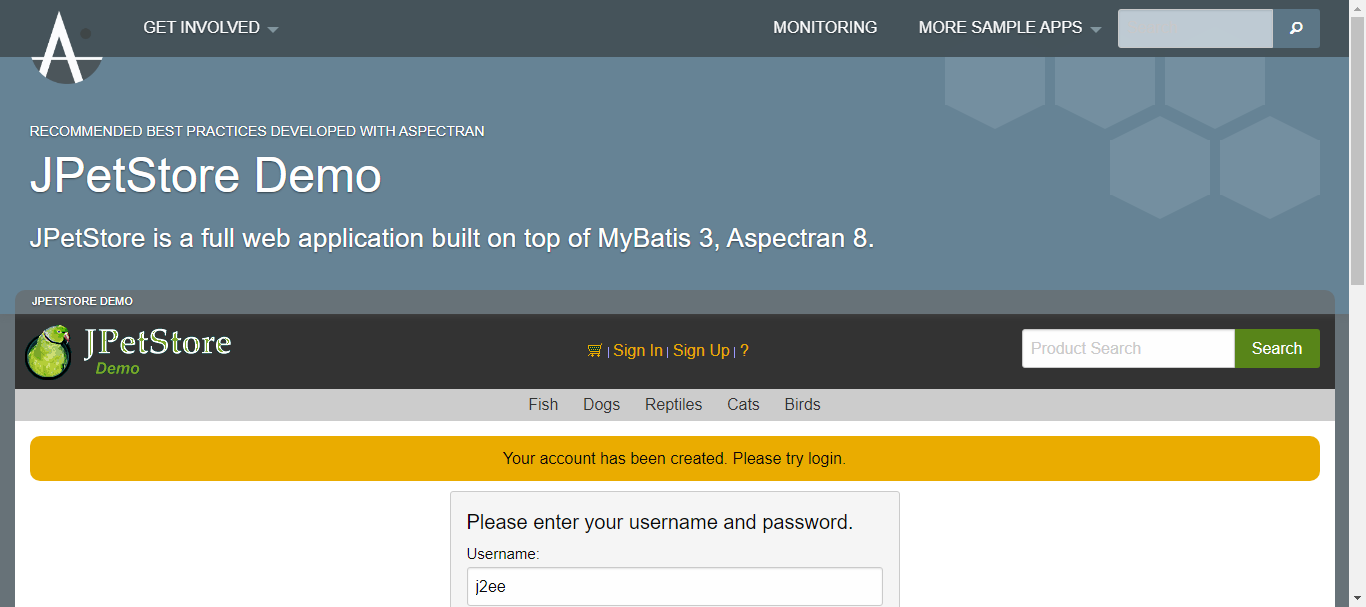 GET INVOLVED
MONITORING
MORE SAMPLE APPS
RECOMMENDED BEST PRACTICES DEVELOPED WITH ASPECTRAN
JPetStore Demo
JPetStore is a full web application built on top of MyBatis 3, Aspectran 8.
JPETSTORE DEMO
JPetStore
Demo
| Sign In | Sign Up | ?
Product Search
Search
Fish Dogs Reptiles Cats Birds
Your account has been created. Please try login.
Please enter your username and password.
Username:
j2ee